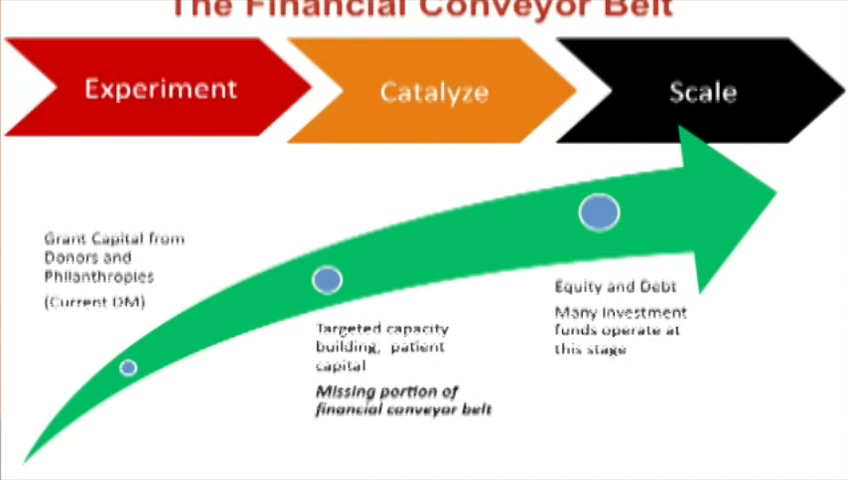 The Financial Conveyor Belt
Experiment
Catalyze
Scale
Grant Capital from
Donors and
Philanthropies
(Current DM)
Targeted capacity
building, patient
capital
Missing portion of
financial conveyor belt
Equity and Debt
Many investment
funds operate at
this stage